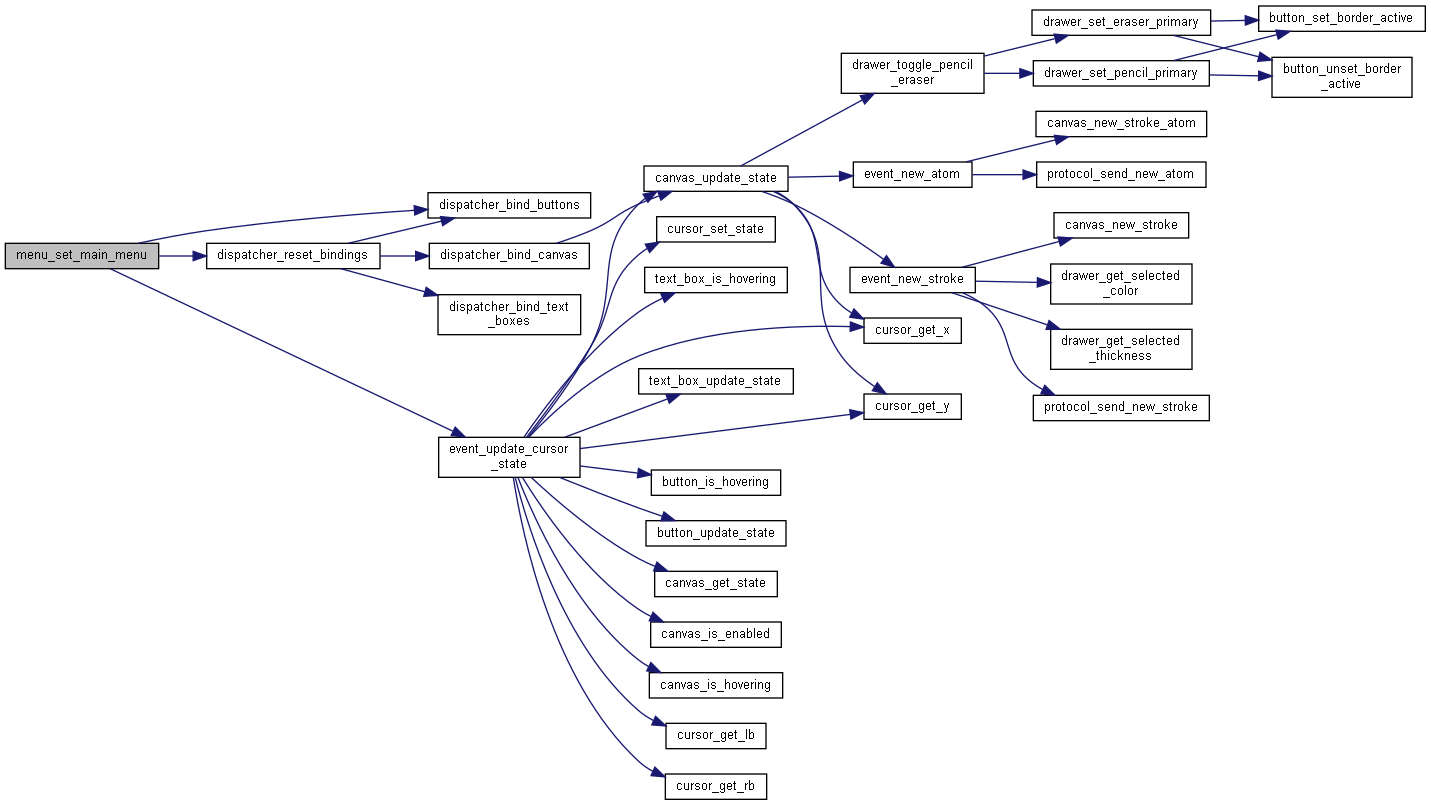 menu_set_main_menu
dispatcher_bind_buttons
dispatcher_reset_bindings
dispatcher_bind_canvas
dispatcher_bind_text
_boxes
event_update_cursor
_state
canvas_update_state
cursor_set_state
text_box_is_hovering
text_box_update_state
button_is_hovering
button_update_state
canvas_get_state
canvas_is_enabled
canvas_is_hovering
cursor_get_lb
cursor_get_rb
drawer_toggle_pencil
_eraser
event_new_atom
event_new_stroke
cursor_get_x
cursor_get_y
drawer_set_eraser_primary
drawer_set_pencil_primary
canvas_new_stroke_atom
protocol_send_new_atom
canvas_new_stroke
drawer_get_selected
_color
drawer_get_selected
_thickness
protocol_send_new_stroke
button_set_border_active
button_unset_border
_active